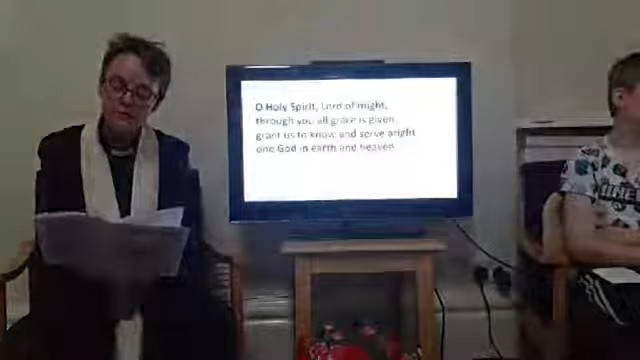 O Holy Spirit, Lord of might,
through you all grace is given,
grant us to know and serve aright
one God in earth and heaven